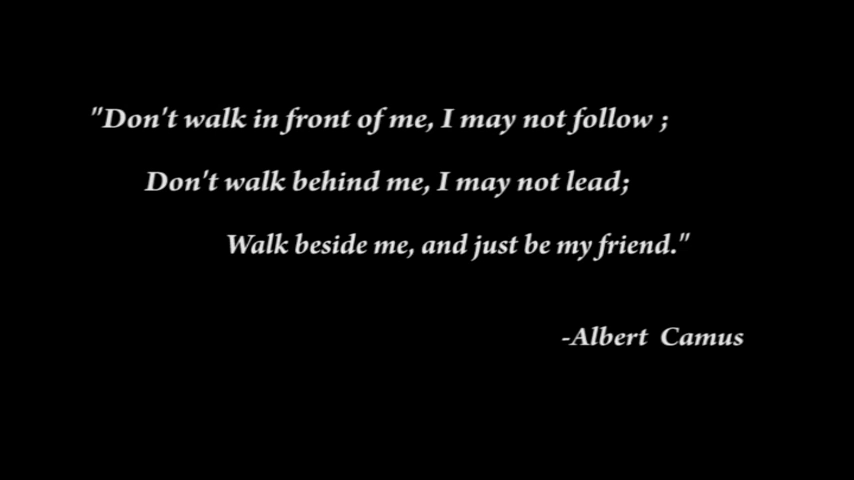 "Don't walk in front of me, I may not follow ;
Don't walk behind me, I may not lead;
Walk beside me, and just be my friend."
-Albert  Camus